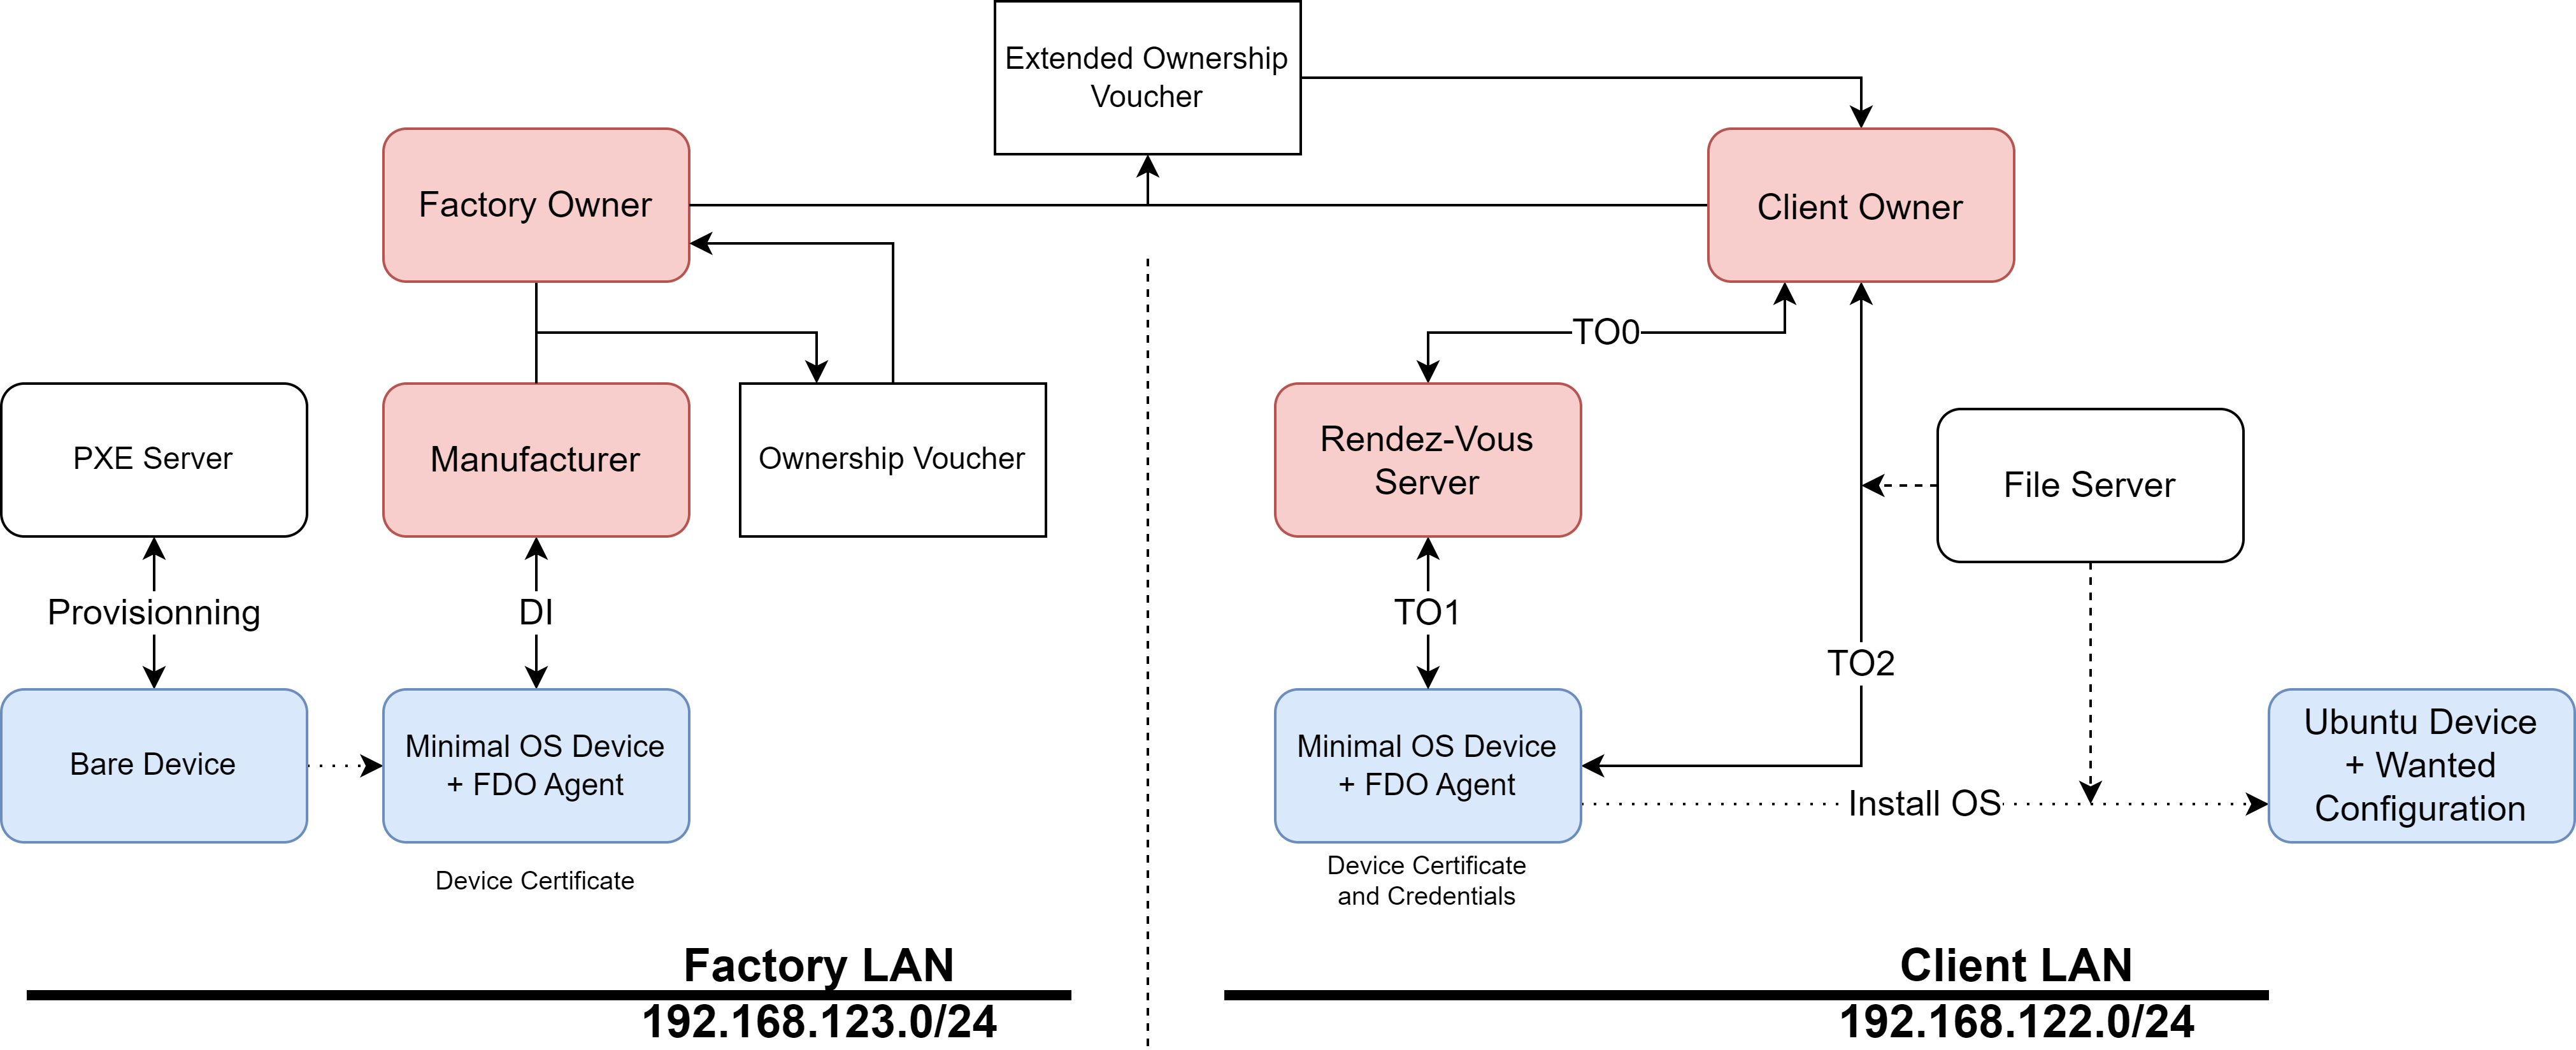 Extended Ownership
Voucher
Factory Owner
Client Owner
TO0
PXE Server
Manufacturer
Ownership Voucher
Rendez-Vous
Server
File Server
Provisionning
DI
TO1
TO2
Bare Device
Minimal OS Device
+ FDO Agent
Minimal OS Device
+ FDO Agent
Install OS
Ubuntu Device
+ Wanted
Configuration
Device Certificate
Device Certificate
and Credentials
Factory LAN
192.168.123.0/24
Client LAN
192.168.122.0/24